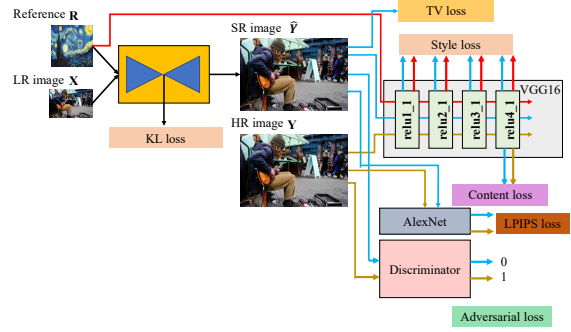 Reference R
LR image X
KL loss
SR image Ŷ
HR image Y
TV loss
Style loss
VGG16
relu1_1
relu2_1
relu3_1
relu4_1
Content loss
AlexNet
LPIPS loss
Discriminator
0
1
Adversarial loss